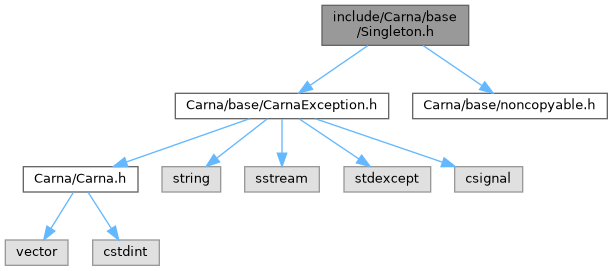 include/Carna/base
/Singleton.h
Carna/base/CarnaException.h
Carna/base/noncopyable.h
Carna/Carna.h
string
sstream
stdexcept
csignal
vector
cstdint